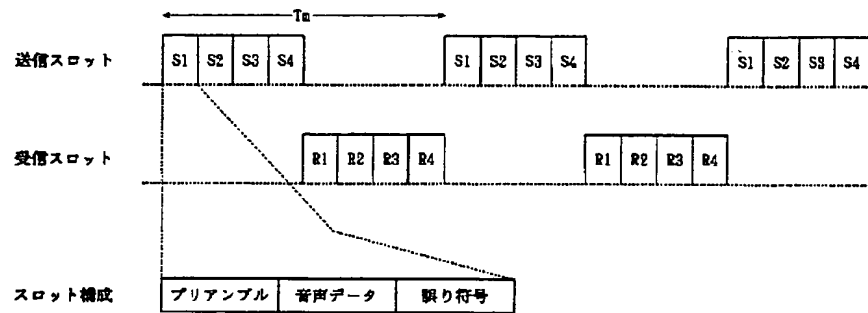 Tm
送信スロット S1 S2 S3 S4 S1 S2 S3 S4 S1 S2 S3 S4
受信スロット R1 R2 R3 R4 R1 R2 R3 R4
スロット構成 プリアンブル 音声データ 誤り符号